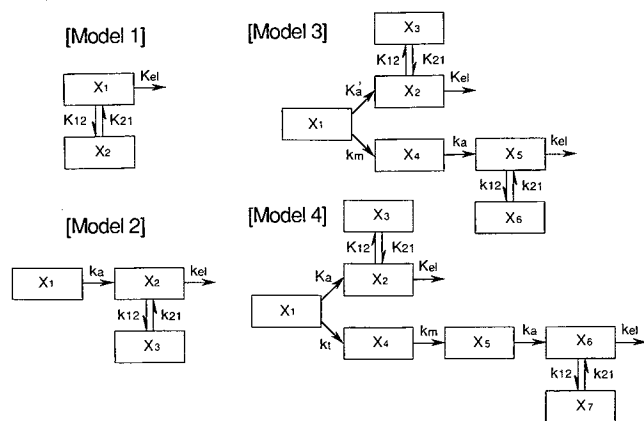 [Model 1]
X1
Kel
K12
K21
X2
[Model 2]
X1
ka
X2
kel
k12
k21
X3
[Model 3]
X3
K12
K21
Ka'
X2
Kel
X1
km
X4
ka
X5
kel
k12
k21
X6
[Model 4]
X3
K12
K21
Ka
X2
Kel
X1
kt
X4
km
X5
ka
X6
kel
k12
k21
X7